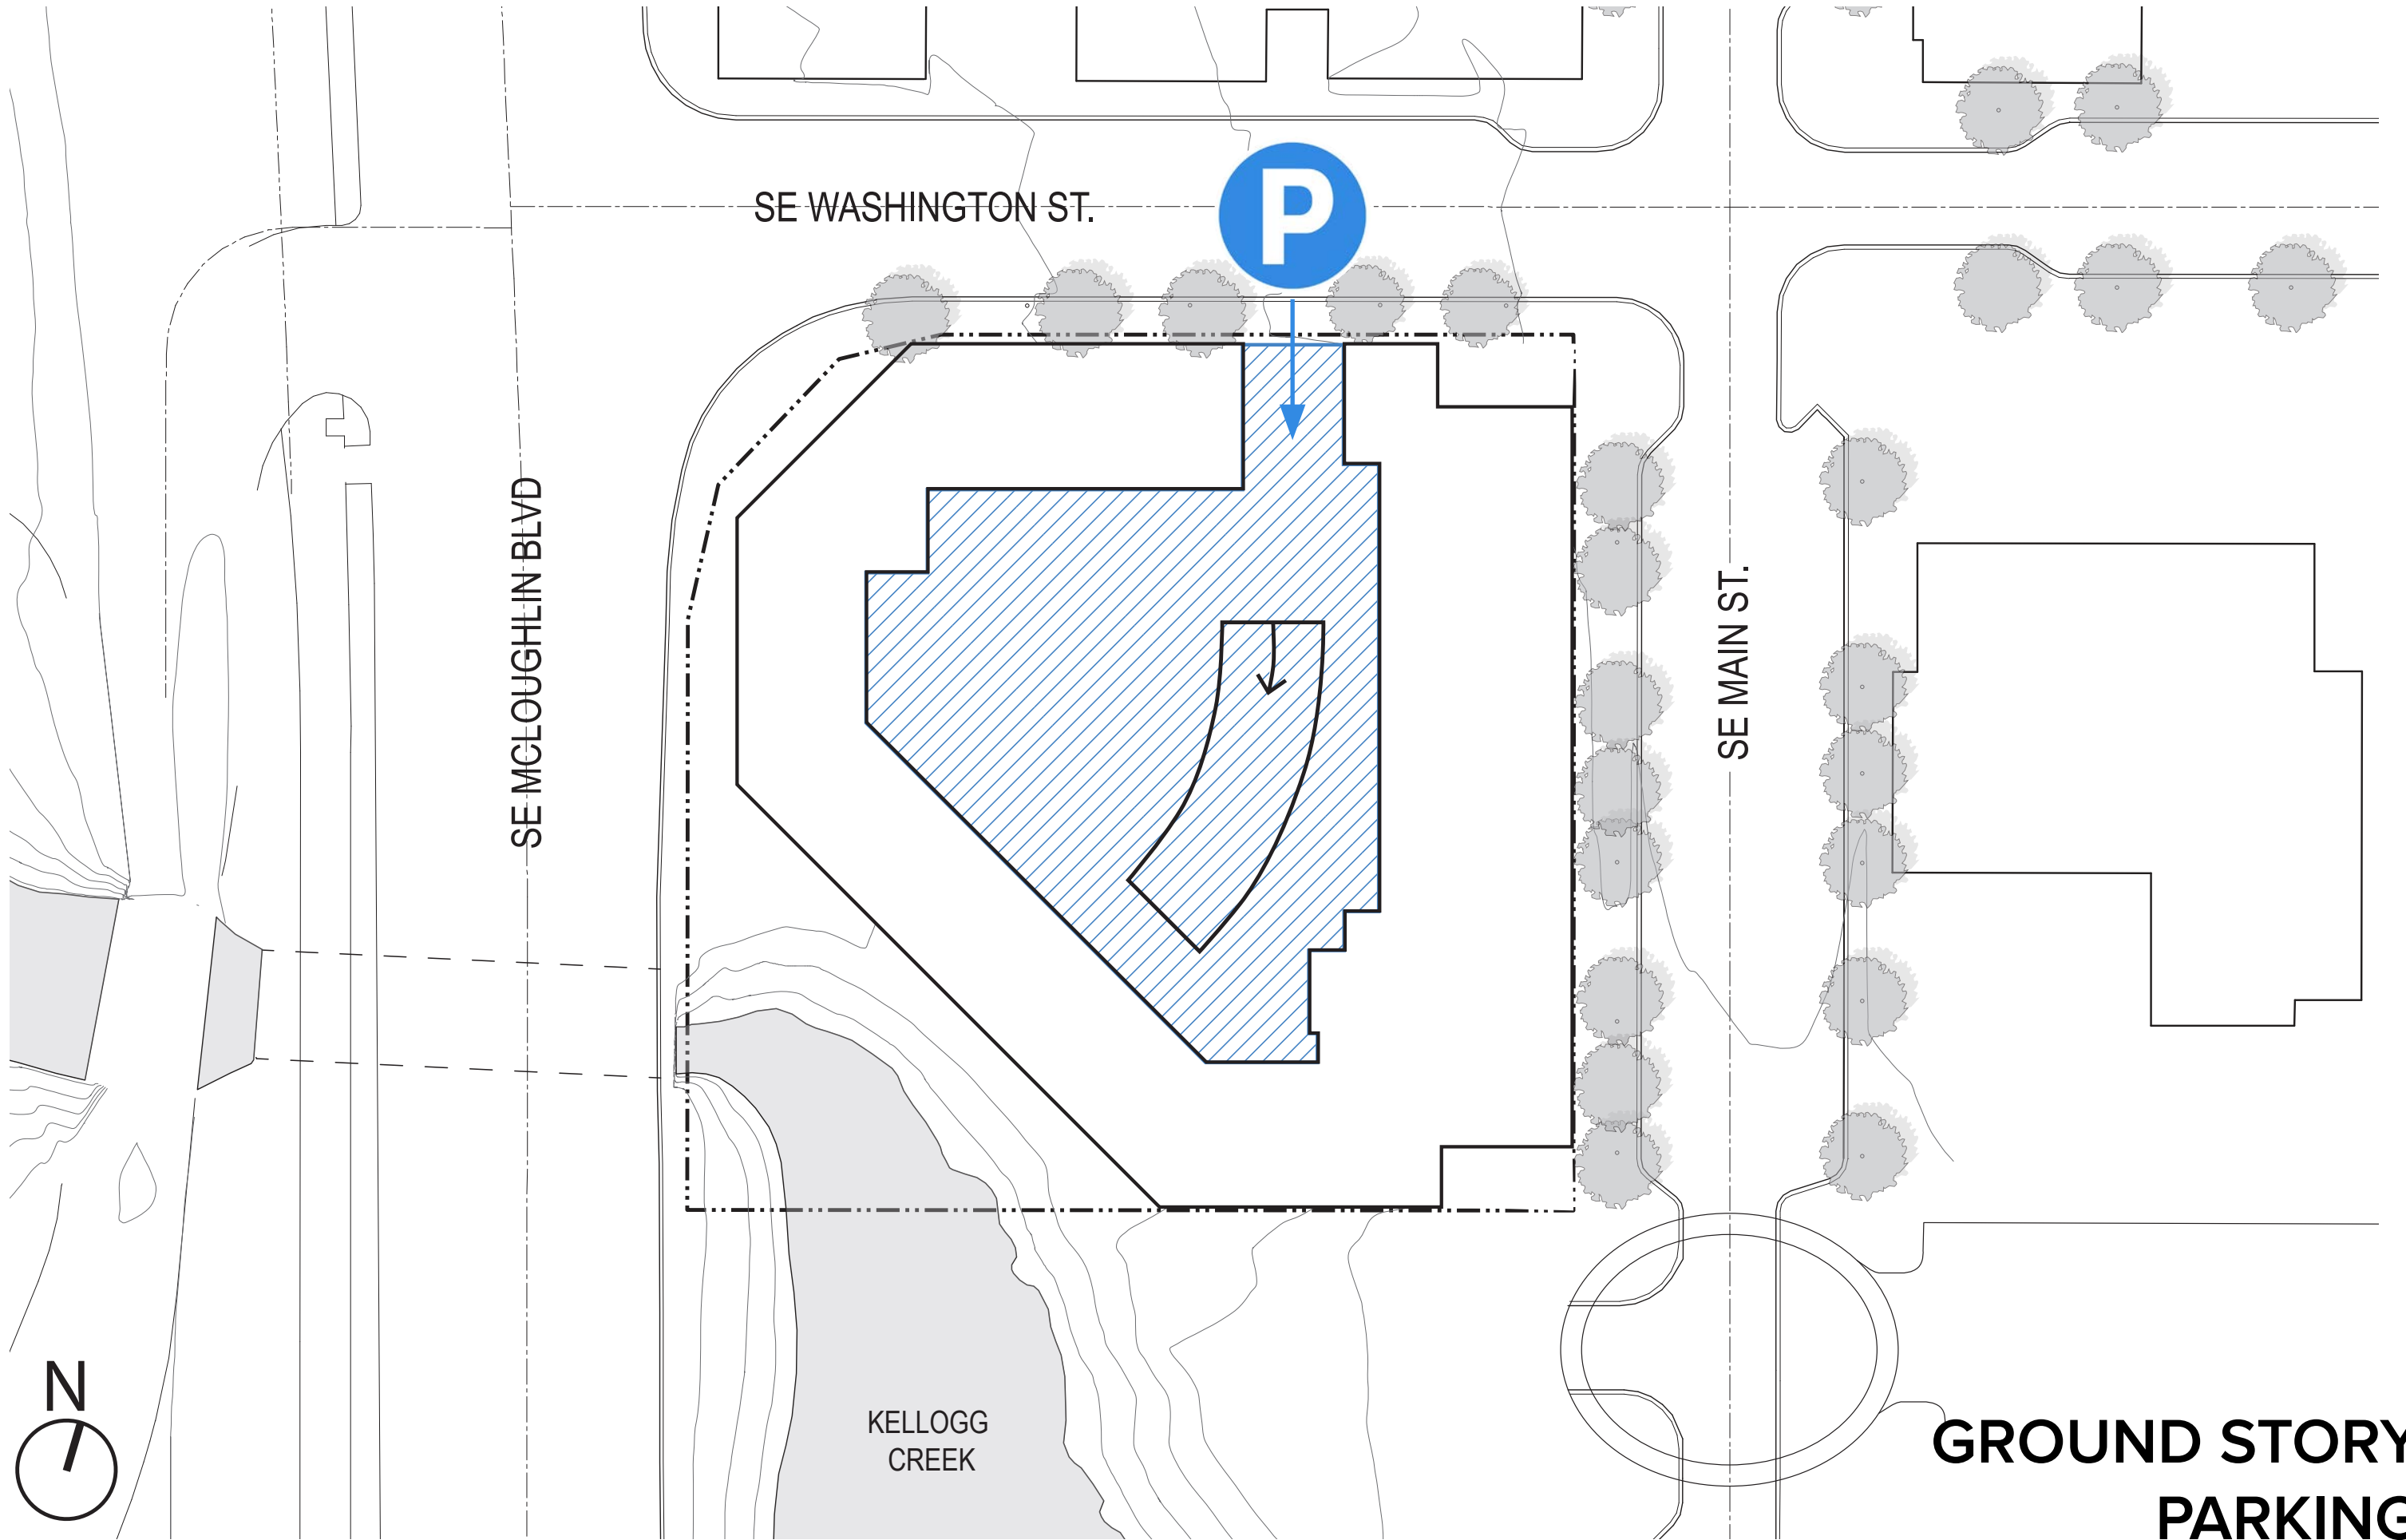 SE WASHINGTON ST.
P
SE MCLOUGHLIN BLVD
SE MAIN ST.
N
KELLOGG
CREEK
GROUND STORY
PARKING